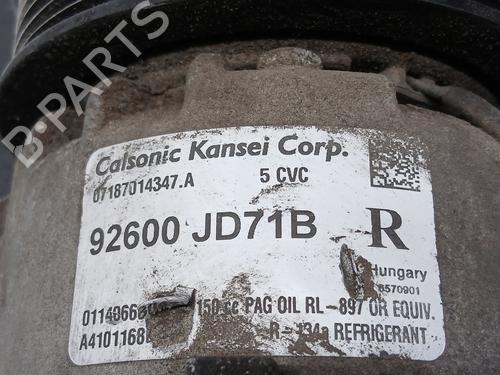 Calsonic Kansei Corp.
07187014347.A 5 CVC
92600 JD71B R
Hungary
6570901
150 cc PAG OIL RL-897 OR EQUIV.
R-134a REFRIGERANT
B-PARTS